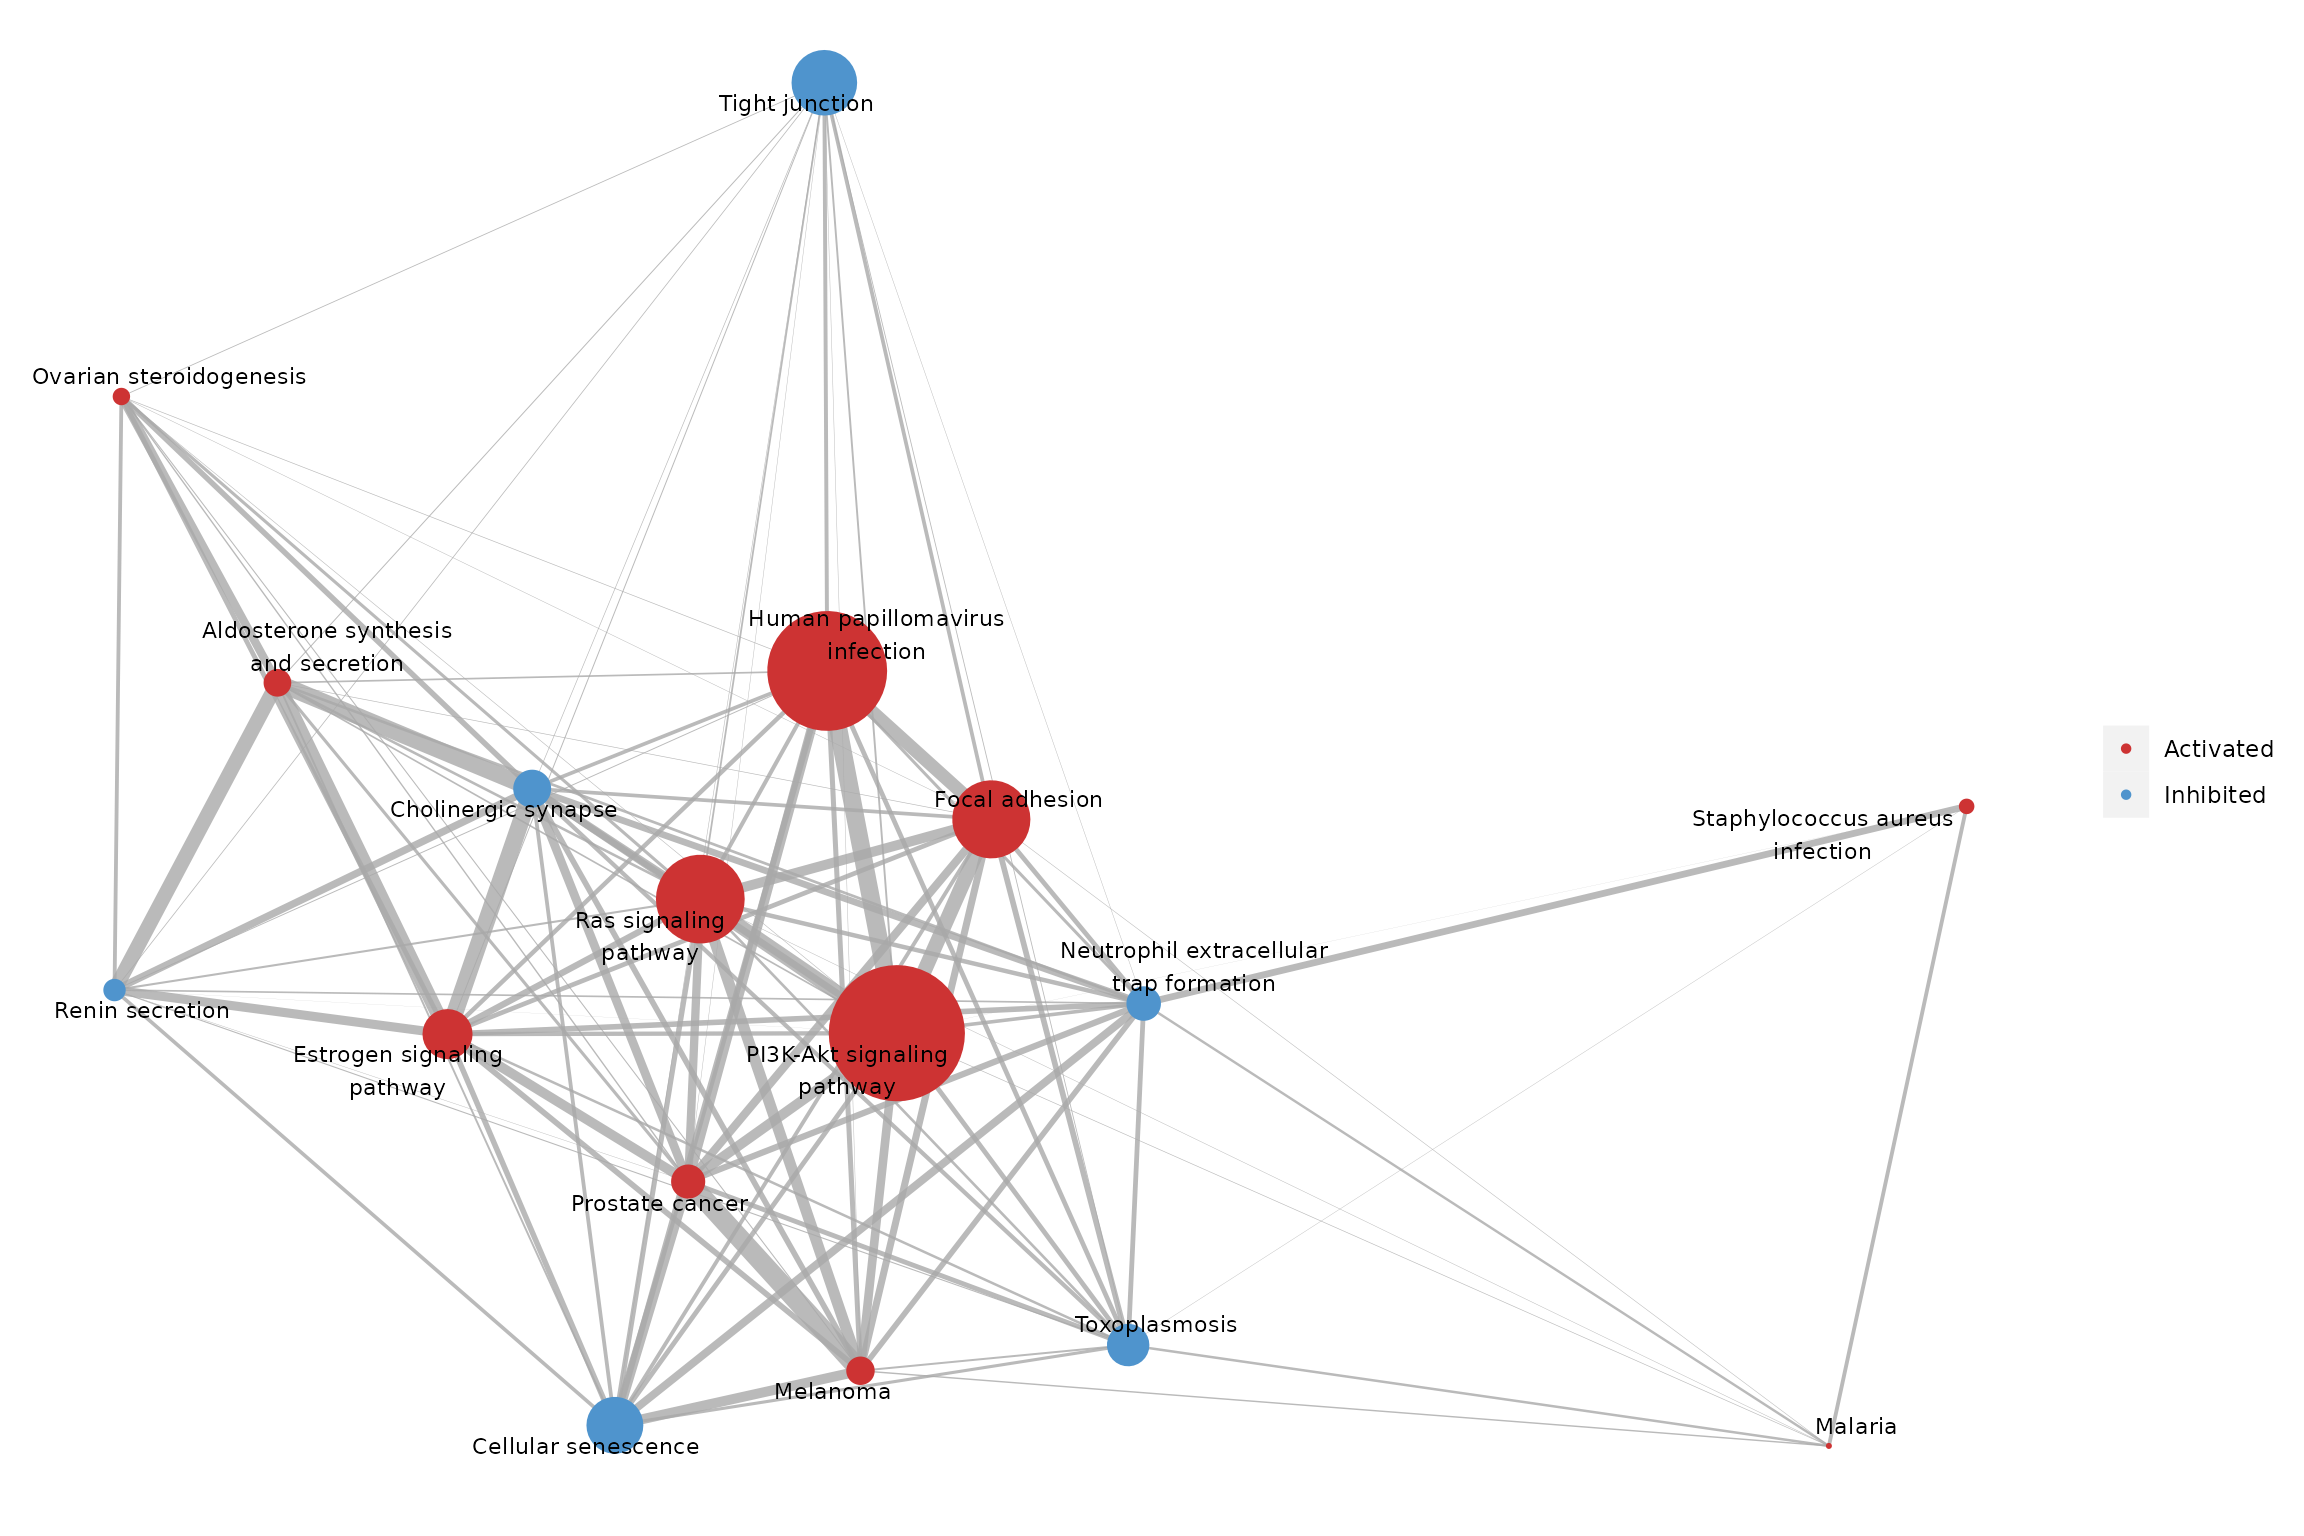 Tight junction
Ovarian steroidogenesis
Human papillomavirus
infection
Aldosterone synthesis
and secretion
Activated
Inhibited
Focal adhesion
Cholinergic synapse
Staphylococcus aureus
infection
Ras signaling
pathway
Neutrophil extracellular
trap formation
Renin secretion
Estrogen signaling
pathway
PI3K-Akt signaling
pathway
Prostate cancer
Toxoplasmosis
Melanoma
Malaria
Cellular senescence